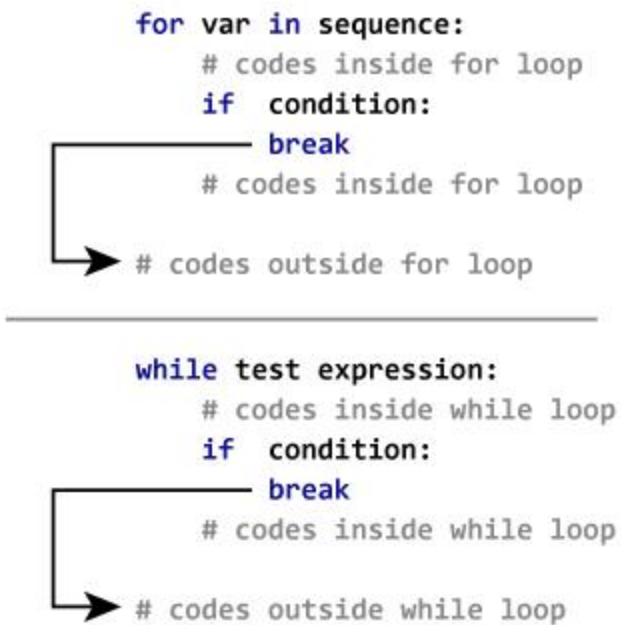 for var in sequence:
# codes inside for loop
if condition:
break
# codes inside for loop
# codes outside for loop
while test expression:
# codes inside while loop
if condition:
break
# codes inside while loop
# codes outside while loop